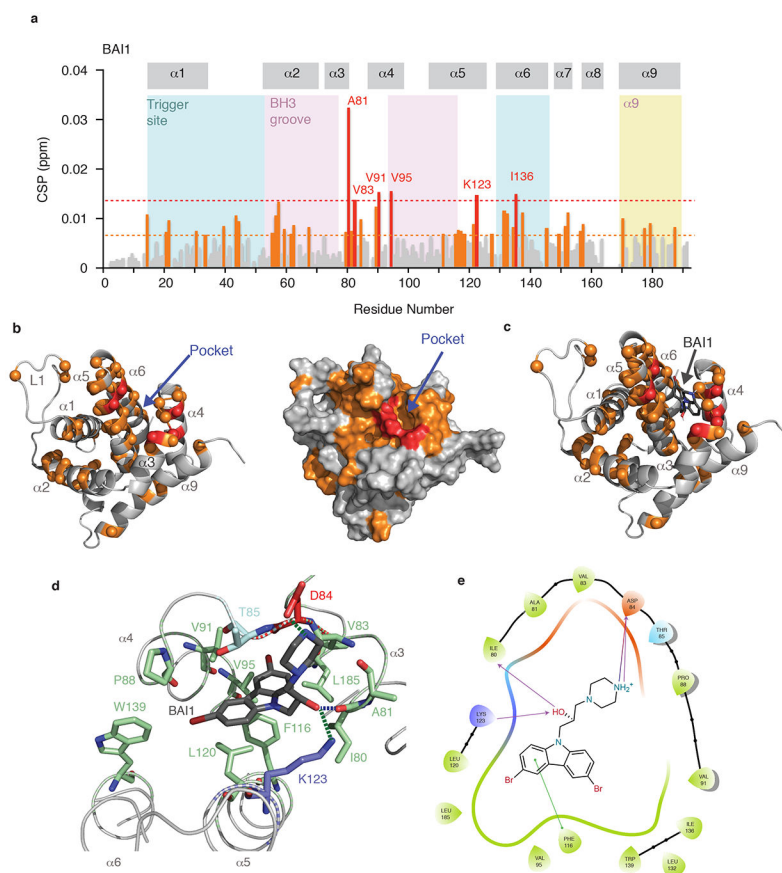 a
BAI1
α1 α2 α3 α4 α5 α6 α7 α8 α9
0.04
0.03
0.02
0.01
0
CSP (ppm)
Trigger
site
BH3
groove
α9
A81
V83
V91
V95
K123
I136
0 20 40 60 80 100 120 140 160 180
Residue Number
b
Pocket
L1
α6
α5
α1
α4
α3
α2
α9
Pocket
c
BAI1
α6
α5
α1
α4
α3
α2
α9
d
D84
T85
V91
V83
α4
α3
P88
V95
L185
BAI1
A81
W139
F116
L120
I80
K123
α6
α5
e
VAL
83
ALA
81
ASP
84
THR
85
ILE
80
PRO
88
NH2+
N
LYS
123
HO
N
LEU
120
VAL
91
Br
Br
LEU
185
PHE
116
ILE
136
VAL
95
TRP
139
LEU
132